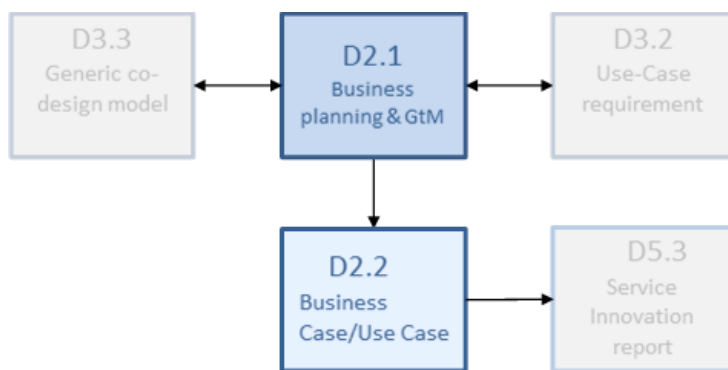 D3.3
Generic co-
design model
D2.1
Business
planning & GtM
D3.2
Use-Case
requirement
D2.2
Business
Case/Use Case
D5.3
Service
Innovation
report